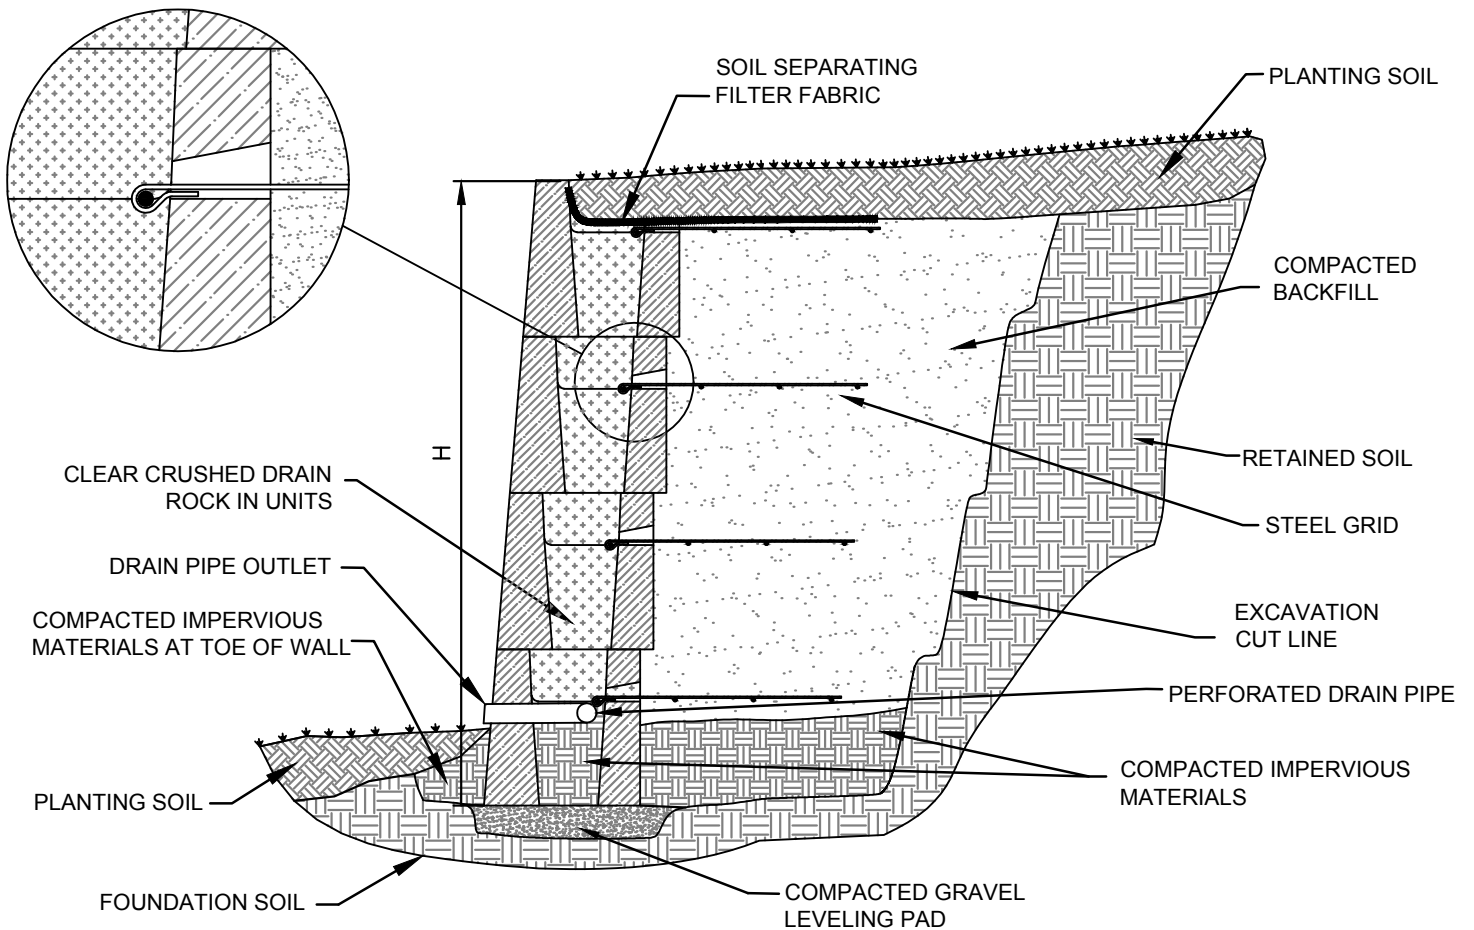 SOIL SEPARATING
FILTER FABRIC
PLANTING SOIL
COMPACTED
BACKFILL
H
CLEAR CRUSHED DRAIN
ROCK IN UNITS
RETAINED SOIL
STEEL GRID
DRAIN PIPE OUTLET
COMPACTED IMPERVIOUS
MATERIALS AT TOE OF WALL
EXCAVATION
CUT LINE
PERFORATED DRAIN PIPE
PLANTING SOIL
COMPACTED IMPERVIOUS
MATERIALS
FOUNDATION SOIL
COMPACTED GRAVEL
LEVELING PAD